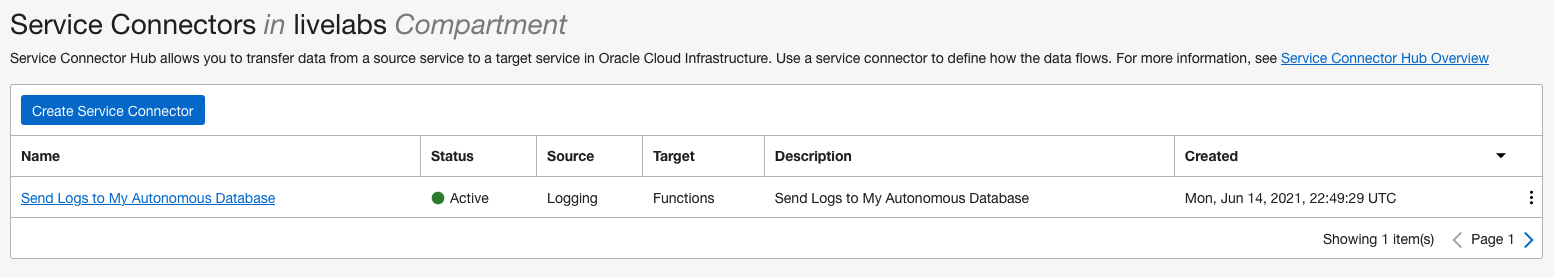 Service Connectors in livelabs Compartment
Service Connector Hub allows you to transfer data from a source service to a target service in Oracle Cloud Infrastructure. Use a service connector to define how the data flows. For more information, see Service Connector Hub Overview
Create Service Connector
Name Status Source Target Description Created
Send Logs to My Autonomous Database Active Logging Functions Send Logs to My Autonomous Database Mon, Jun 14, 2021, 22:49:29 UTC
Showing 1 item(s) Page 1